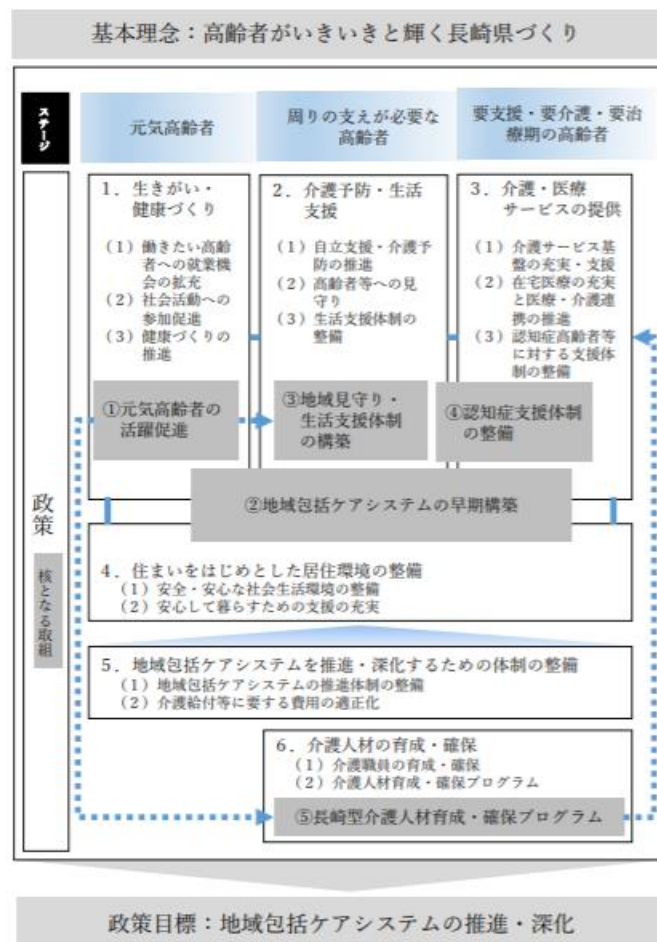 基本理念：高齢者がいきいきと輝く長崎県づくり
ステージ
元気高齢者
周りの支えが必要な
高齢者
要支援・要介護・要治
療期の高齢者
政策
核となる取組
1．生きがい・
健康づくり
（1）働きたい高齢
者への就業機
会の拡充
（2）社会活動への
参加促進
（3）健康づくりの
推進
①元気高齢者の
活躍促進
2．介護予防・生活
支援
（1）自立支援・介護予
防の推進
（2）高齢者等への見
守り
（3）生活支援体制の
整備
③地域見守り・
生活支援体制
の構築
3．介護・医療
サービスの提供
（1）介護サービス基
盤の充実・支援
（2）在宅医療の充実
と医療・介護連
携の推進
（3）認知症高齢者等
に対する支援体
制の整備
④認知症支援体制
の整備
②地域包括ケアシステムの早期構築
4．住まいをはじめとした居住環境の整備
（1）安全・安心な社会生活環境の整備
（2）安心して暮らすための支援の充実
5．地域包括ケアシステムを推進・深化するための体制の整備
（1）地域包括ケアシステムの推進体制の整備
（2）介護給付等に要する費用の適正化
6．介護人材の育成・確保
（1）介護職員の育成・確保
（2）介護人材育成・確保プログラム
⑤長崎型介護人材育成・確保プログラム
政策目標：地域包括ケアシステムの推進・深化